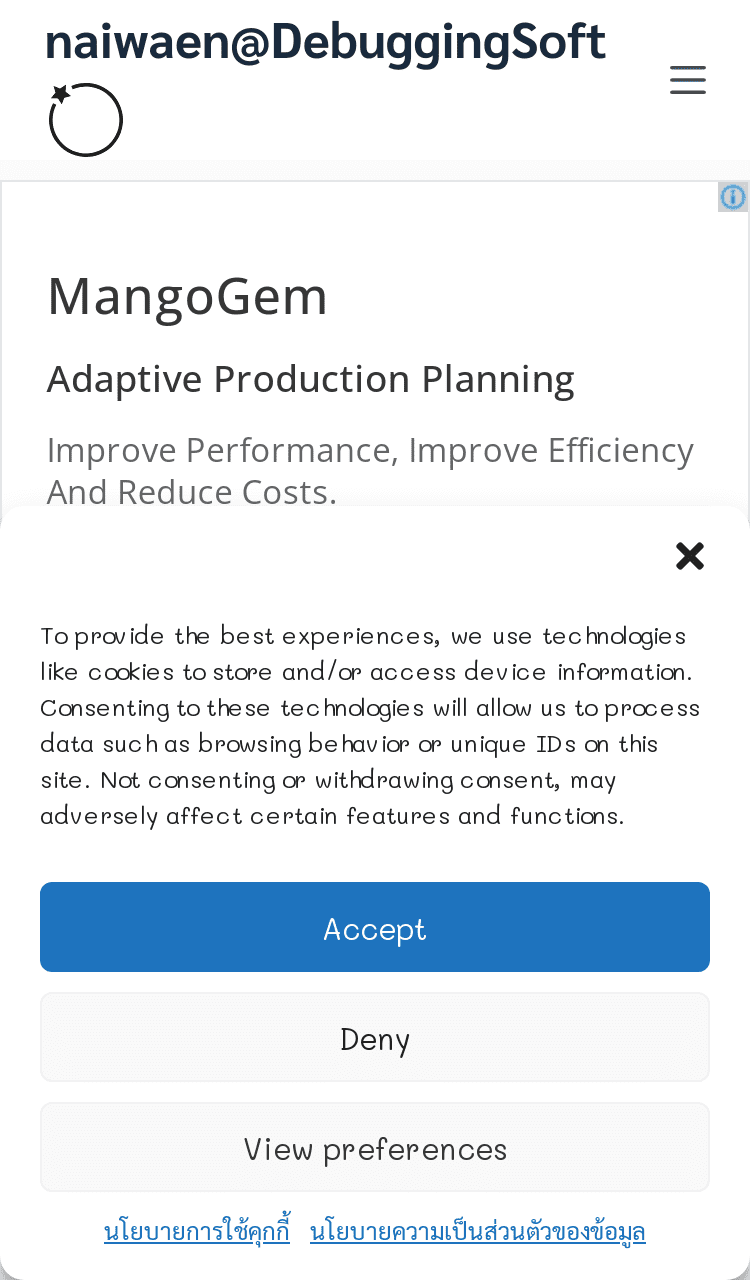 naiwaen@DebuggingSoft
MangoGem
Adaptive Production Planning
Improve Performance, Improve Efficiency
And Reduce Costs.
To provide the best experiences, we use technologies
like cookies to store and/or access device information.
Consenting to these technologies will allow us to process
data such as browsing behavior or unique IDs on this
site. Not consenting or withdrawing consent, may
adversely affect certain features and functions.
Accept
Deny
View preferences
นโยบายการใช้คุกกี้ นโยบายความเป็นส่วนตัวของข้อมูล